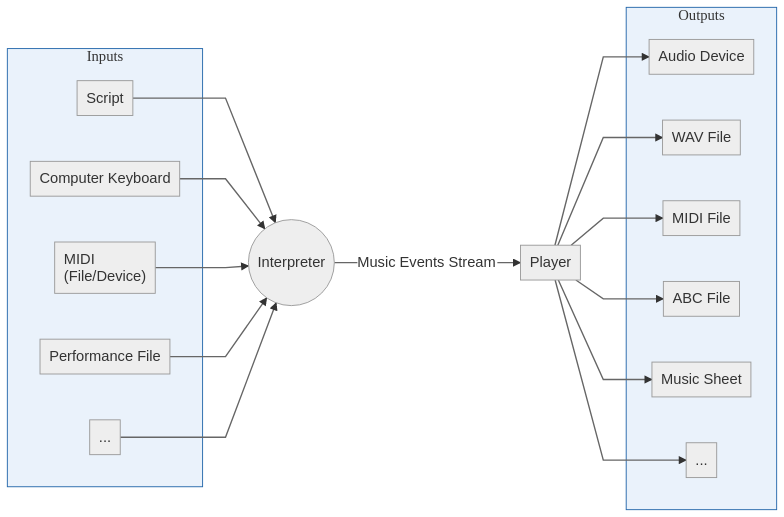 Inputs
Script
Computer Keyboard
MIDI
(File/Device)
Performance File
...
Interpreter
Music Events Stream
Player
Outputs
Audio Device
WAV File
MIDI File
ABC File
Music Sheet
...